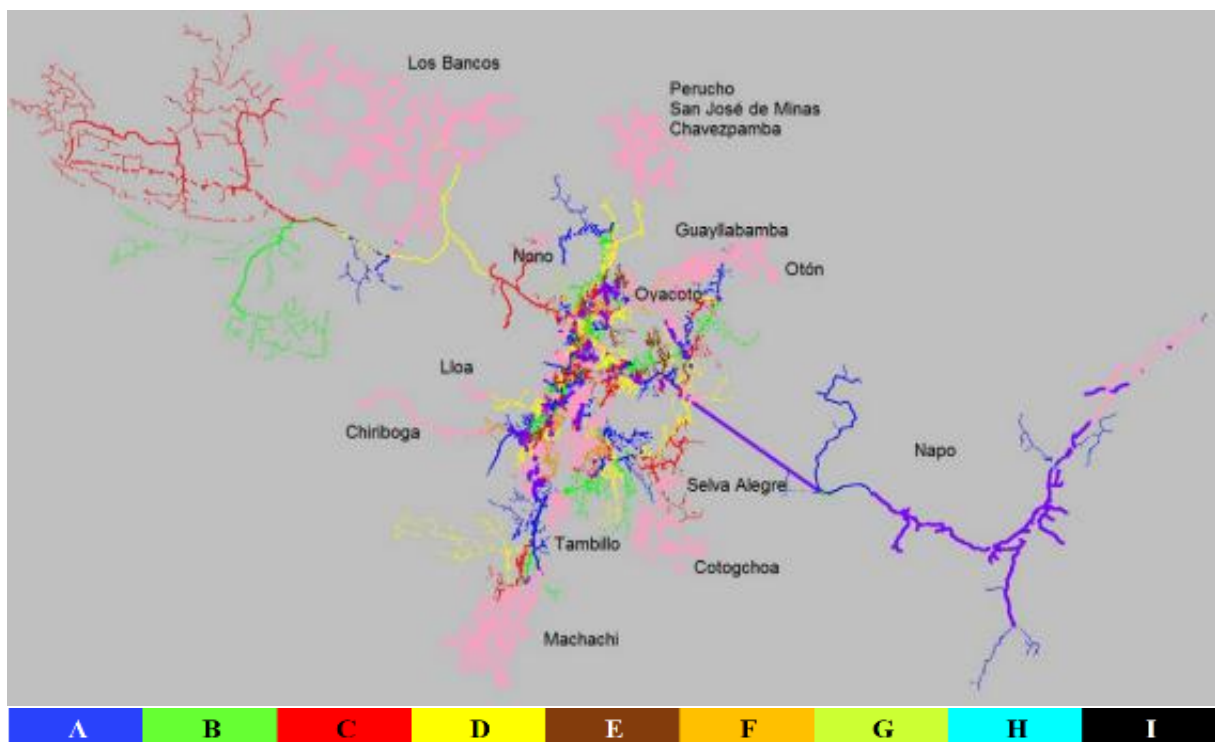 Los Bancos
Perucho
San José de Minas
Chavezpamba
Guayllabamba
Nono
Otón
Oyacoto
Lloa
Chiriboga
Napo
Selva Alegre
Tambillo
Cotogchoa
Machachi
A B C D E F G H I